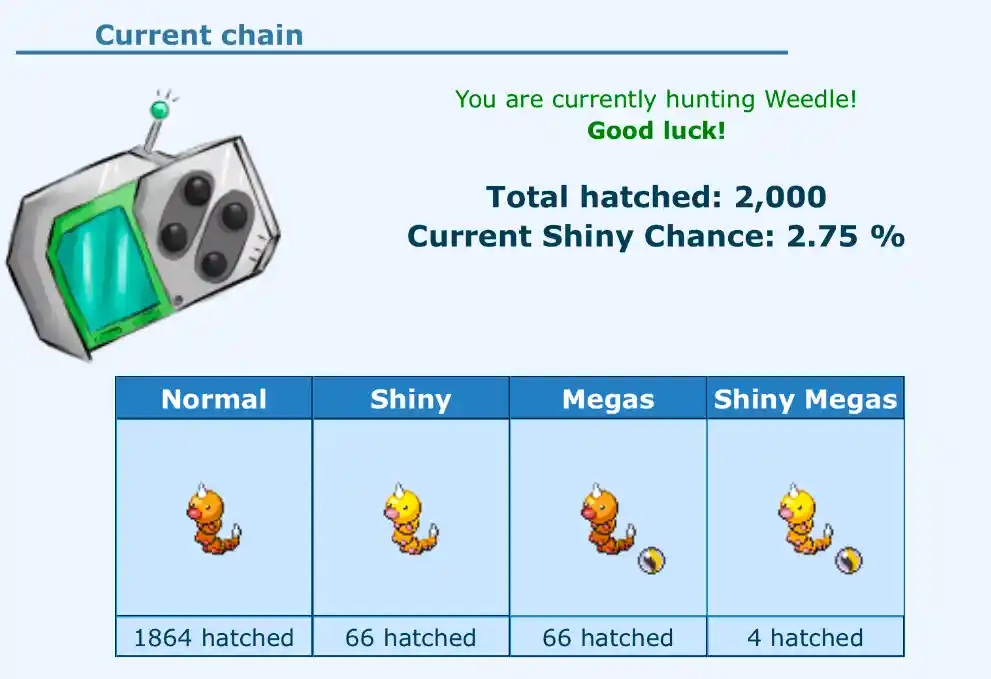 Current chain
You are currently hunting Weedle!
Good luck!
Total hatched: 2,000
Current Shiny Chance: 2.75 %
Normal Shiny Megas Shiny Megas
1864 hatched 66 hatched 66 hatched 4 hatched